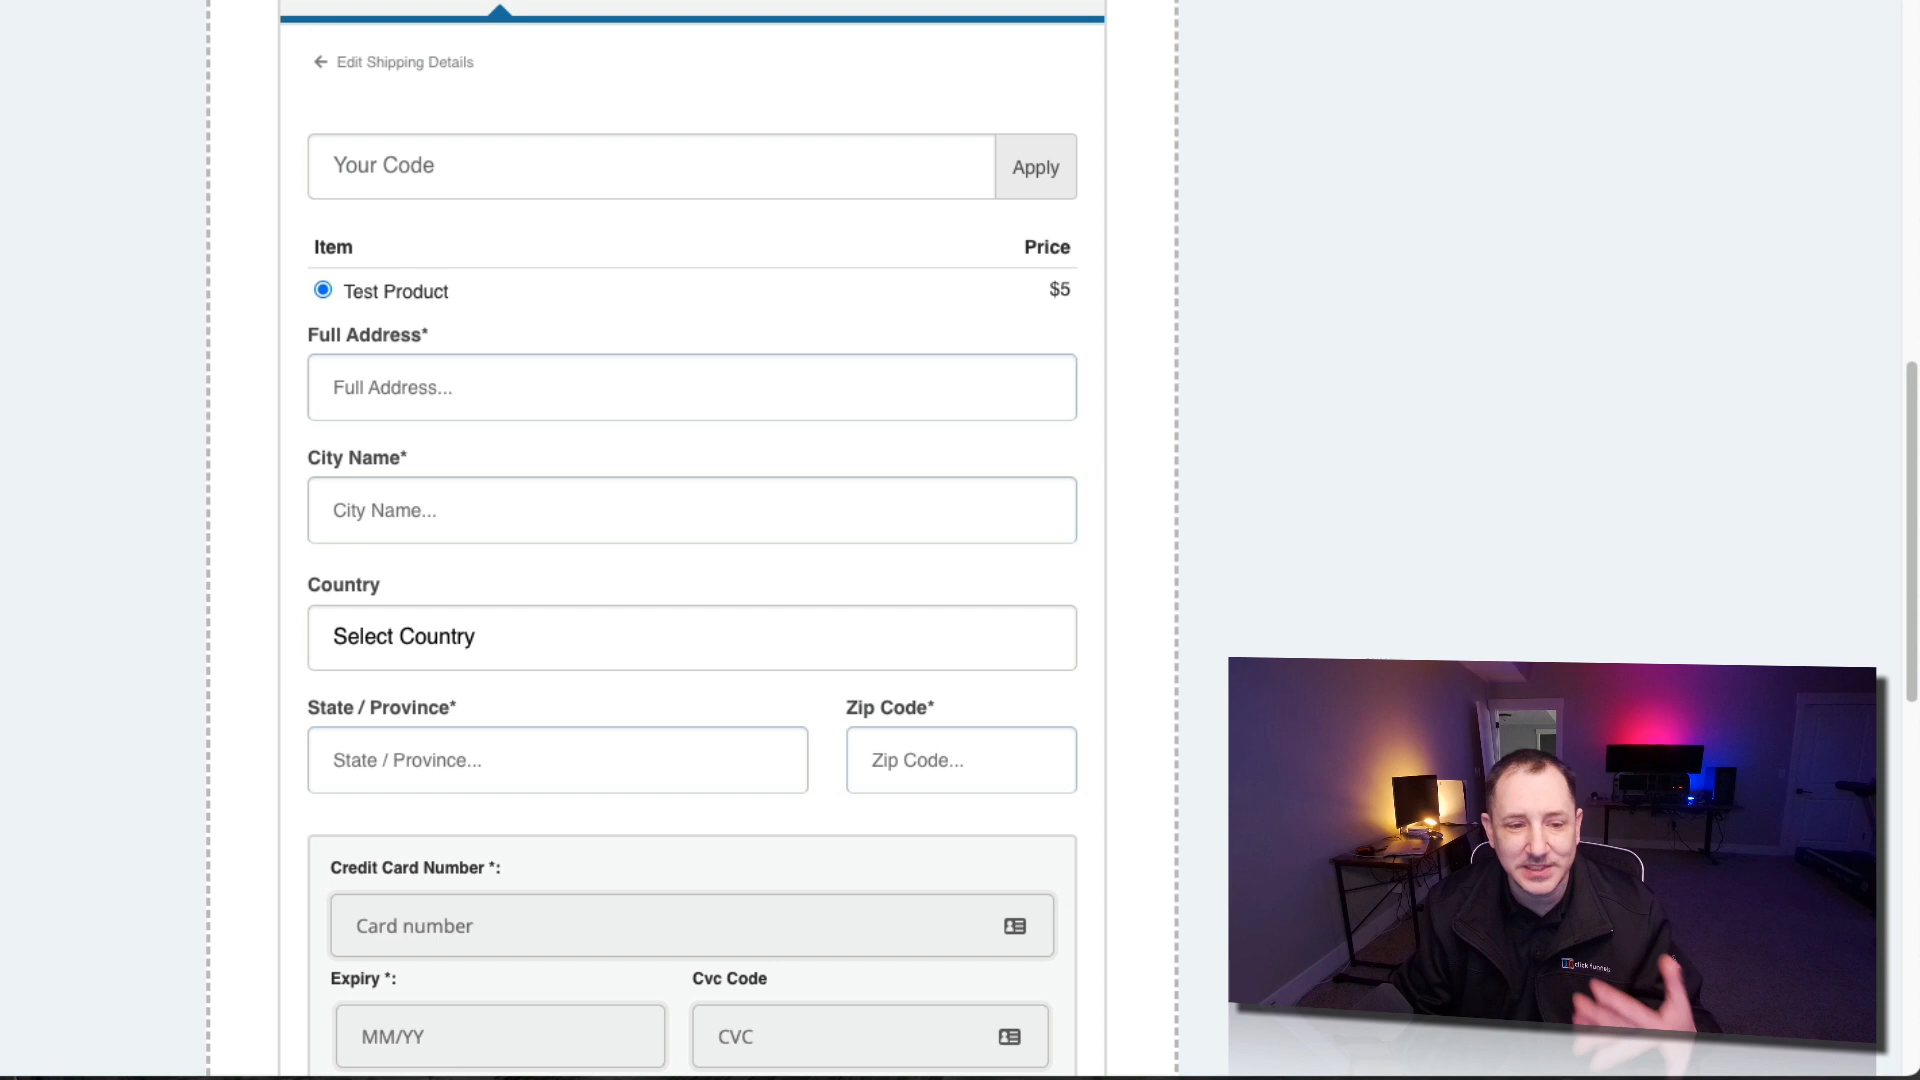 Edit Shipping Details
Your Code
Apply
Item Price
Test Product $5
Full Address*
Full Address...
City Name*
City Name...
Country
Select Country
State / Province* Zip Code*
State / Province... Zip Code...
Credit Card Number *:
Card number
Expiry *: Cvc Code
MM/YY CVC
click funnels